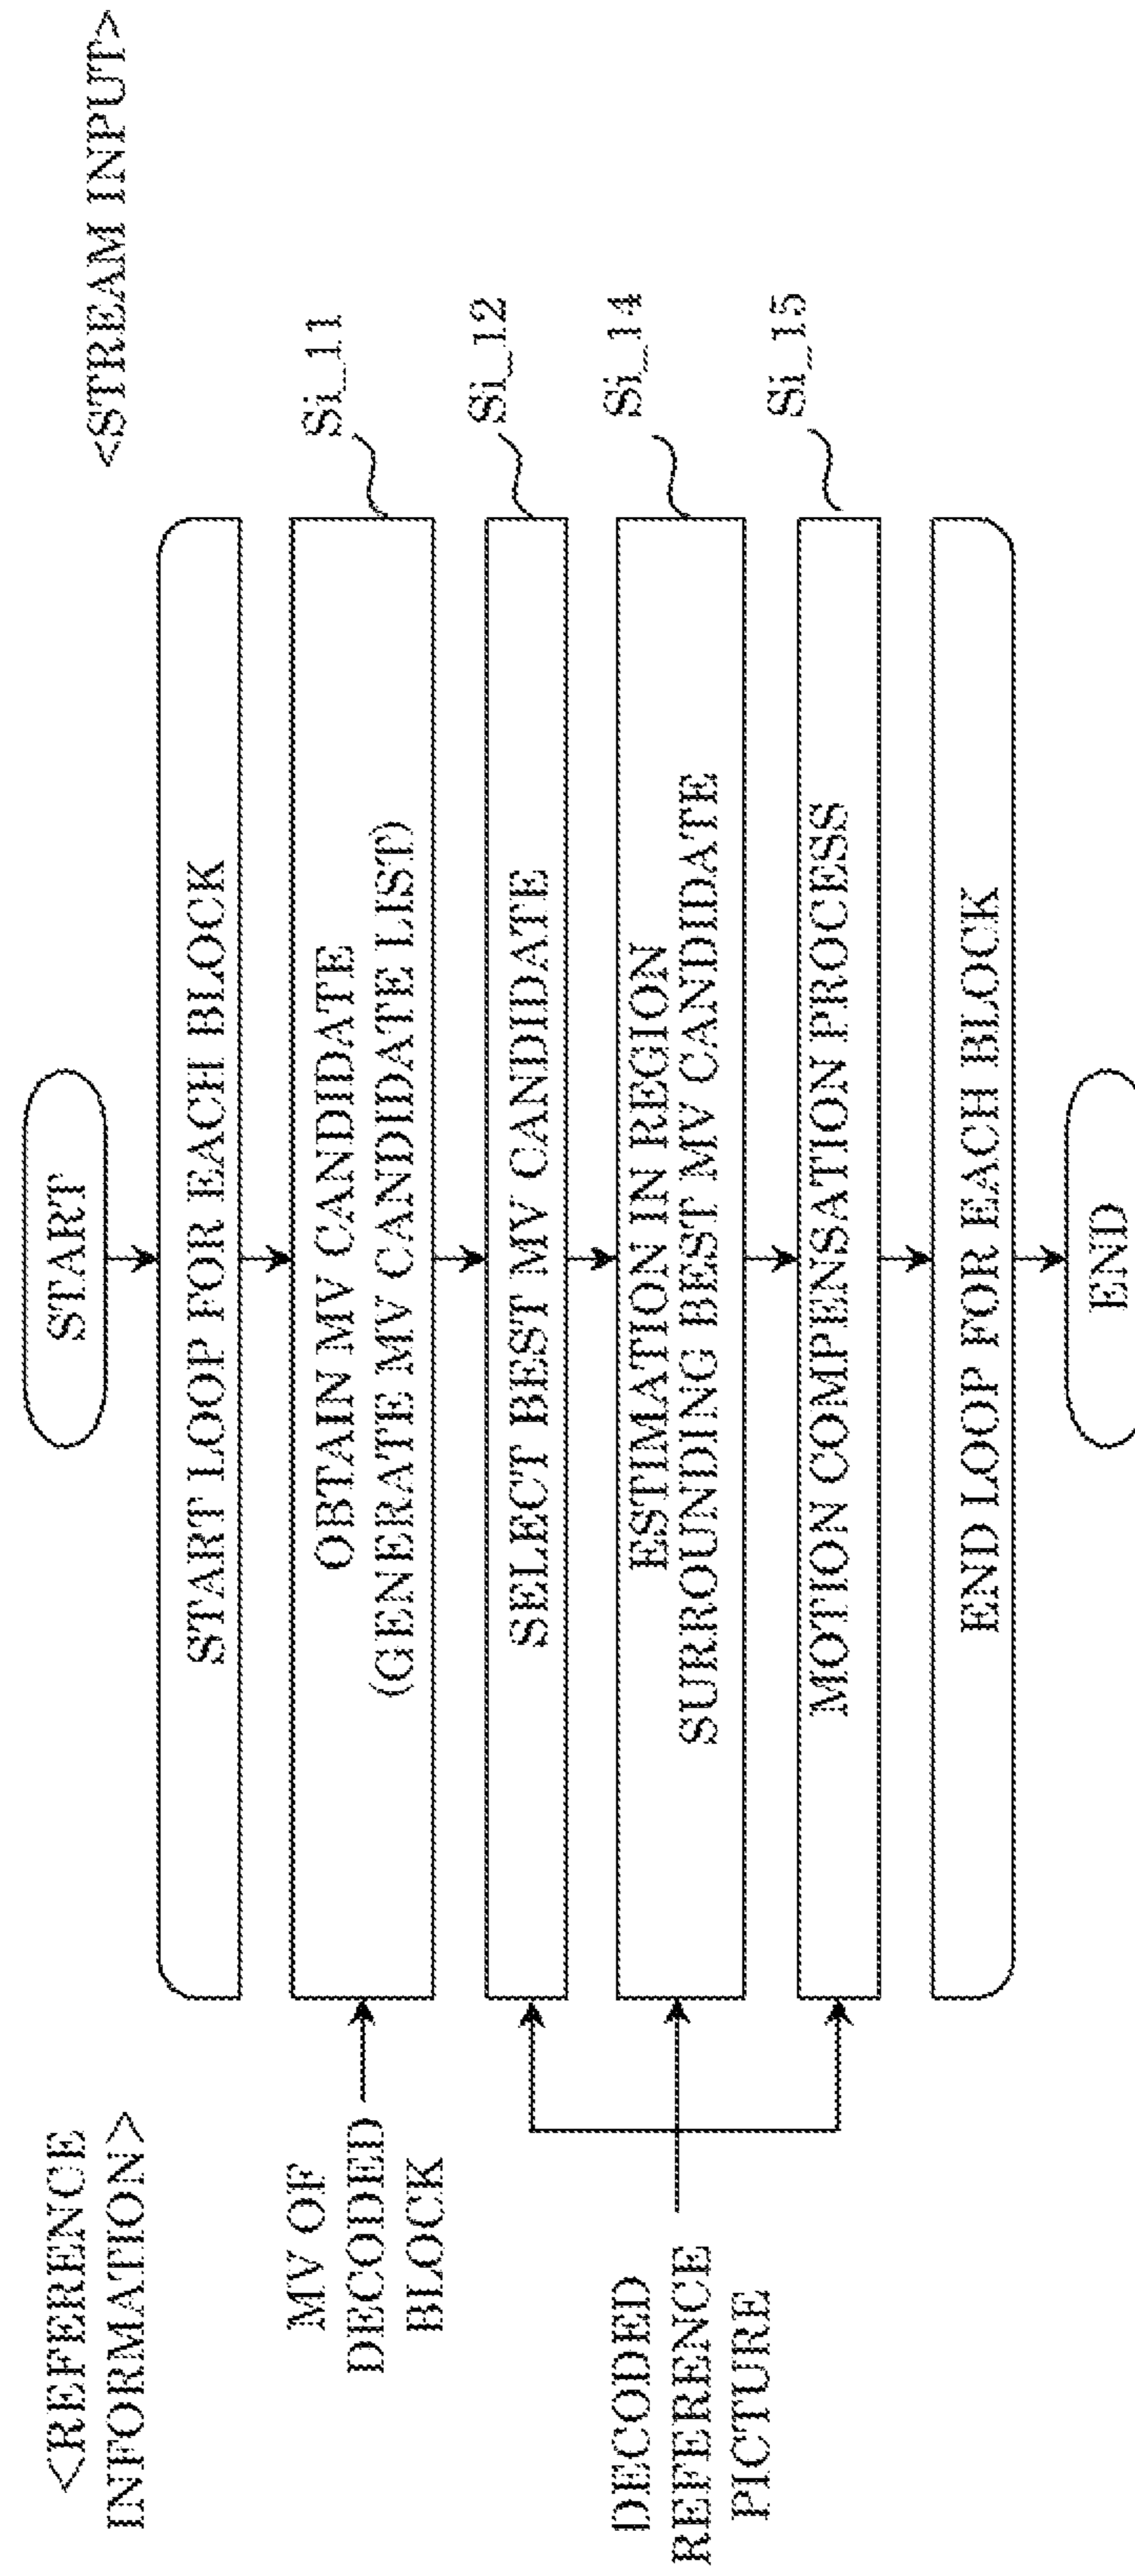 <REFERENCE
INFORMATION>
<STREAM INPUT>
START
START LOOP FOR EACH BLOCK
MV OF
DECODED
BLOCK
OBTAIN MV CANDIDATE
(GENERATE MV CANDIDATE LIST)
Si_11
SELECT BEST MV CANDIDATE
Si_12
DECODED
REFERENCE
PICTURE
ESTIMATION IN REGION
SURROUNDING BEST MV CANDIDATE
Si_14
MOTION COMPENSATION PROCESS
Si_15
END LOOP FOR EACH BLOCK
END